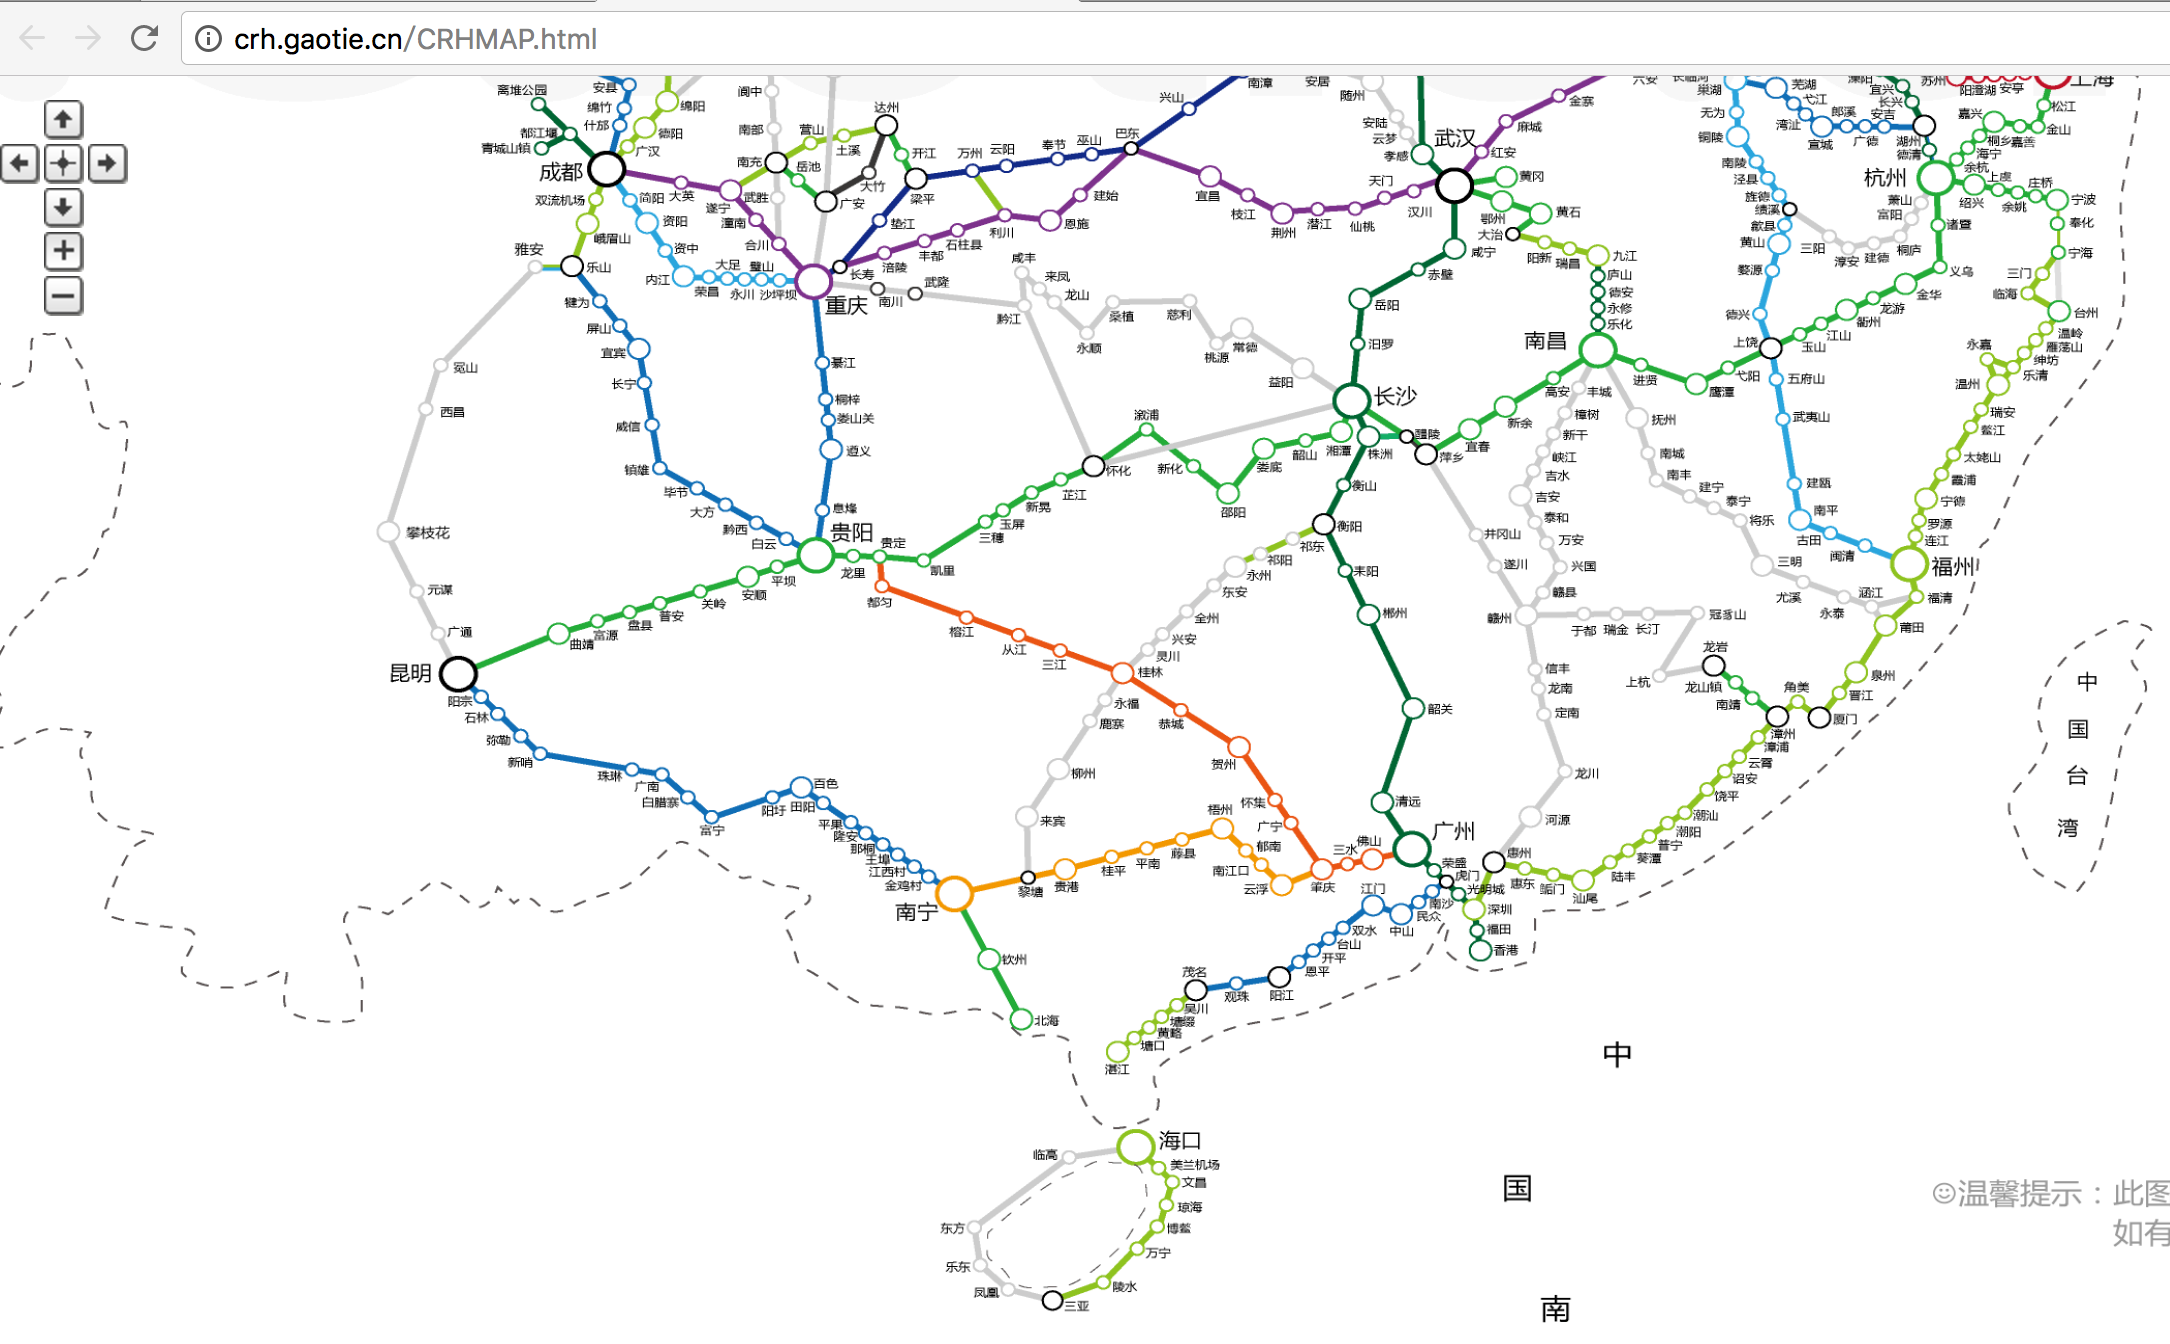 crh.gaotie.cn/CRHMAP.html
离堆公园
安县
绵竹
什邡
绵阳
德阳
广汉
都江堰
青城山镇
成都
双流机场
简阳
资阳
资中
内江
峨眉山
雅安
乐山
大英
遂宁
潼南
合川
阆中
南部
南充
营山
土溪
达州
岳池
武胜
广安
大竹
开江
梁平
万州
云阳
奉节
巫山
巴东
兴山
南漳
垫江
长寿
涪陵
丰都
石柱县
利川
恩施
建始
宜昌
枝江
荆州
潜江
仙桃
天门
汉川
大足
璧山
荣昌
永川
沙坪坝
重庆
南川
武隆
咸丰
来凤
龙山
黔江
永顺
桑植
慈利
桃源
常德
益阳
随州
安居
安陆
云梦
孝感
武汉
红安
麻城
金寨
六安
长临河
黄冈
鄂州
黄石
大冶
阳新
瑞昌
九江
庐山
德安
永修
乐化
南昌
咸宁
赤壁
岳阳
汨罗
长沙
巢湖
无为
铜陵
南陵
泾县
旌德
绩溪
歙县
黄山
婺源
德兴
上饶
五府山
武夷山
建瓯
南平
古田
闽清
福州
芜湖
弋江
湾沚
宣城
郎溪
广德
安吉
湖州
德清
长兴
宜兴
溧阳
苏州
阳澄湖
安亭
上海
松江
金山
嘉兴
嘉善
桐乡
海宁
余杭
杭州
上虞
绍兴
余姚
庄桥
宁波
奉化
宁海
三门
临海
台州
温岭
雁荡山
绅坊
乐清
永嘉
温州
瑞安
鳌江
太姥山
霞浦
宁德
罗源
连江
萧山
富阳
桐庐
建德
淳安
三阳
诸暨
义乌
金华
龙游
衢州
江山
玉山
弋阳
鹰潭
进贤
高安
新余
宜春
萍乡
醴陵
株洲
湘潭
韶山
娄底
邵阳
新化
溆浦
怀化
芷江
新晃
玉屏
三穗
凯里
贵定
龙里
贵阳
都匀
榕江
从江
三江
桂林
恭城
贺州
怀集
广宁
肇庆
三水
佛山
广州
犍为
屏山
宜宾
长宁
威信
镇雄
毕节
大方
黔西
白云
綦江
桐梓
娄山关
遵义
息烽
冕山
西昌
攀枝花
元谋
广通
昆明
曲靖
富源
盘县
普安
关岭
安顺
平坝
阳宗
石林
弥勒
新哨
珠琳
广南
白腊寨
富宁
阳圩
田阳
百色
平果
隆安
那桐
王埠
江西村
金鸡村
南宁
钦州
北海
黎塘
贵港
桂平
平南
藤县
梧州
郁南
南江口
云浮
来宾
柳州
鹿寨
永福
灵川
兴安
全州
东安
永州
祁阳
祁东
衡阳
衡山
耒阳
郴州
韶关
清远
丰城
樟树
新干
峡江
吉水
吉安
泰和
万安
兴国
赣县
赣州
井冈山
遂川
信丰
龙南
定南
龙川
河源
惠州
抚州
南城
南丰
建宁
泰宁
将乐
三明
尤溪
永泰
涵江
福清
莆田
泉州
晋江
厦门
角美
漳州
漳浦
云霄
诏安
饶平
潮汕
潮阳
普宁
葵潭
陆丰
汕尾
鲘门
惠东
于都
瑞金
长汀
冠豸山
上杭
龙岩
龙山镇
南靖
荣盛
虎门
光明城
深圳
福田
香港
南沙
民众
中山
江门
双水
台山
开平
恩平
阳江
观珠
茂名
吴川
塘缀
黄略
塘口
湛江
海口
美兰机场
文昌
琼海
博鳌
万宁
陵水
三亚
凤凰
乐东
东方
临高
中
国
台
湾
中
国
南
☺温馨提示：此图
如有